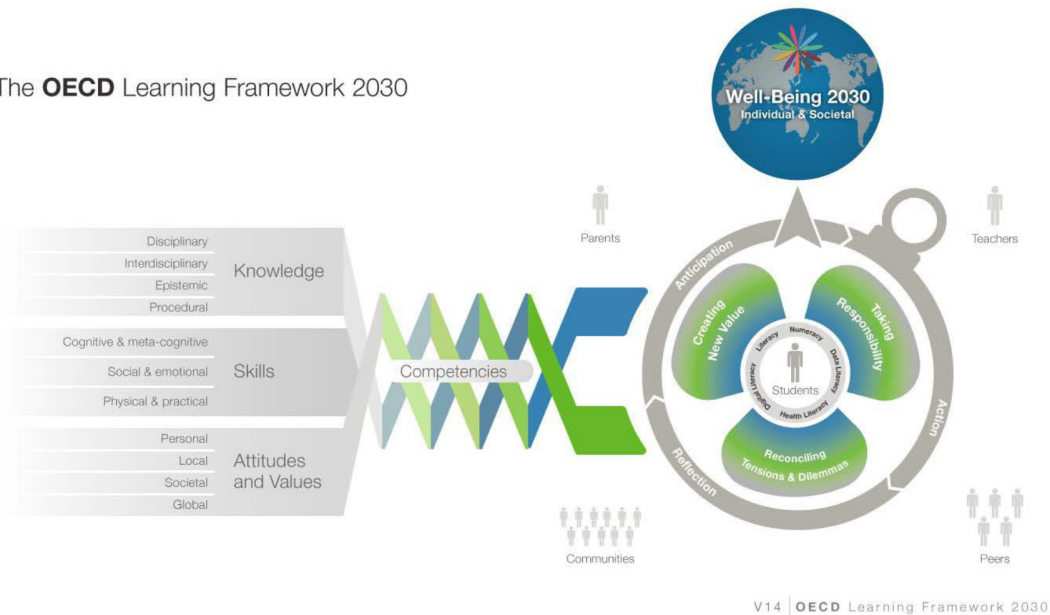 The OECD Learning Framework 2030
Well-Being 2030
Individual & Societal
Disciplinary
Interdisciplinary
Epistemic
Procedural
Knowledge
Cognitive & meta-cognitive
Social & emotional
Physical & practical
Skills
Personal
Local
Societal
Global
Attitudes
and Values
Competencies
Parents
Teachers
Anticipation
Action
Reflection
Creating
New Value
Taking
Responsibility
Reconciling
Tensions & Dilemmas
Literacy
Numeracy
Data Literacy
Health Literacy
Digital Literacy
Students
Communities
Peers
V14 | OECD Learning Framework 2030